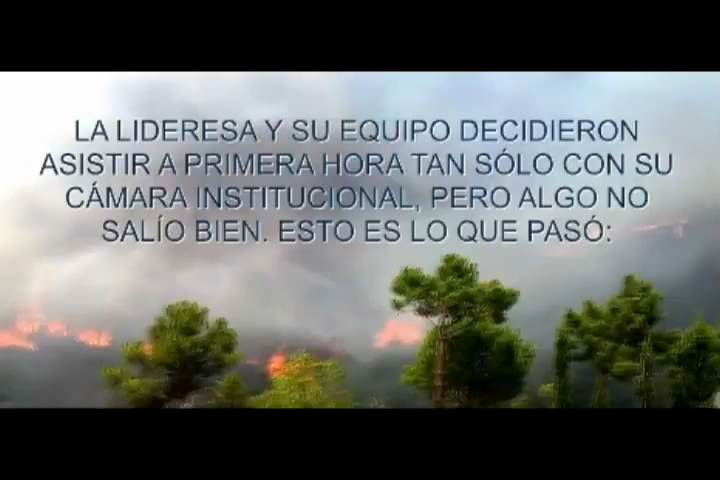 LA LIDERESA Y SU EQUIPO DECIDIERON
ASISTIR A PRIMERA HORA TAN SÓLO CON SU
CÁMARA INSTITUCIONAL, PERO ALGO NO
SALÍO BIEN. ESTO ES LO QUE PASÓ: